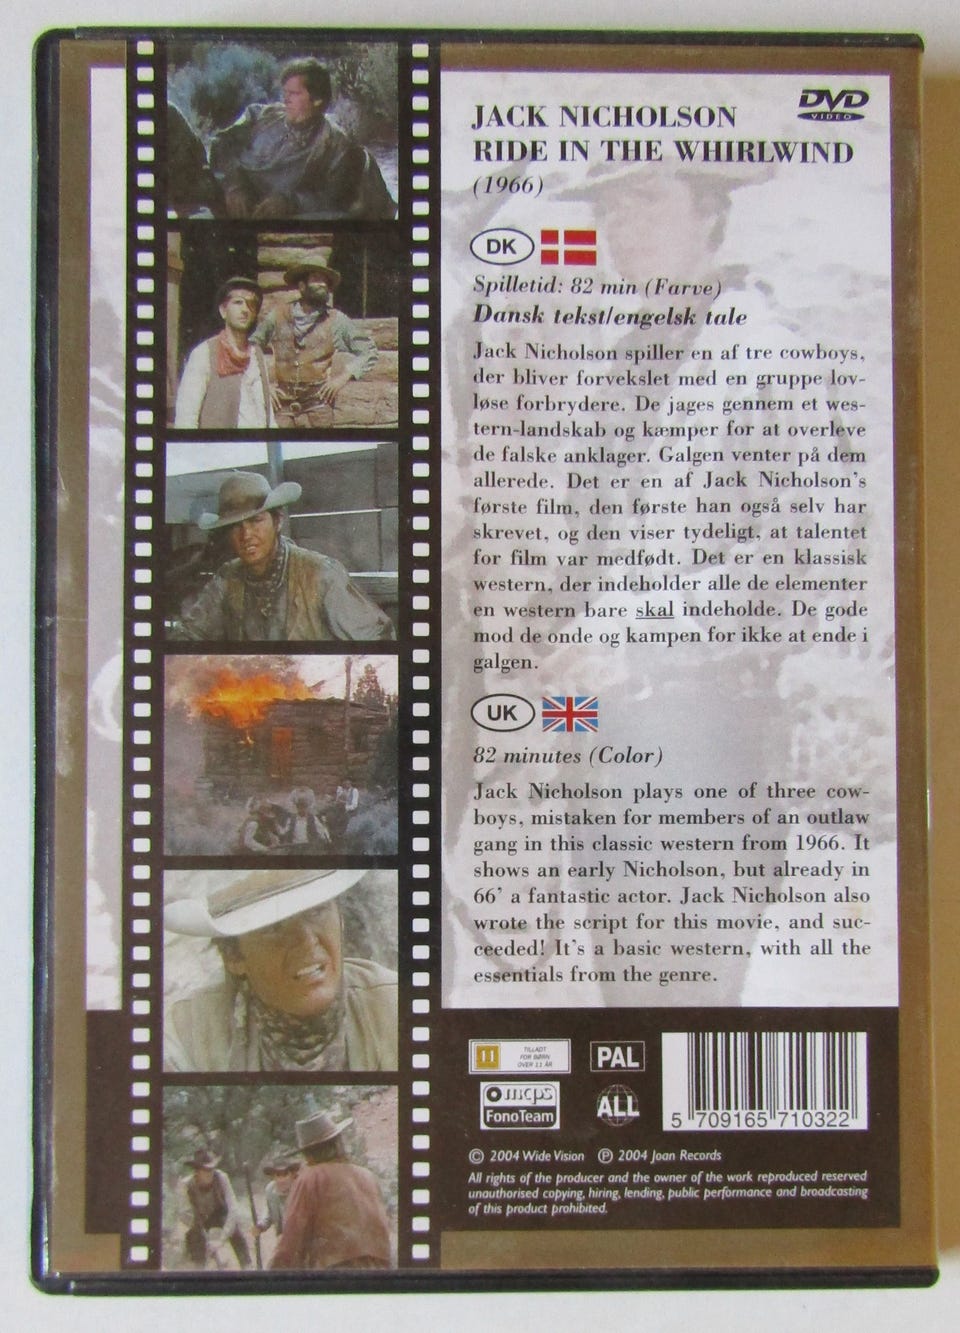 DVD
VIDEO
JACK NICHOLSON
RIDE IN THE WHIRLWIND
(1966)
DK
Spilletid: 82 min (Farve)
Dansk tekst/engelsk tale
Jack Nicholson spiller en af tre cowboys,
der bliver forvekslet med en gruppe lov-
løse forbrydere. De jages gennem et wes-
tern-landskab og kæmper for at overleve
de falske anklager. Galgen venter på dem
allerede. Det er en af Jack Nicholson's
første film, den første han også selv har
skrevet, og den viser tydeligt, at talentet
for film var medfødt. Det er en klassisk
western, der indeholder alle de elementer
en western bare skal indeholde. De gode
mod de onde og kampen for ikke at ende i
galgen.
UK
82 minutes (Color)
Jack Nicholson plays one of three cow-
boys, mistaken for members of an outlaw
gang in this classic western from 1966. It
shows an early Nicholson, but already in
66' a fantastic actor. Jack Nicholson also
wrote the script for this movie, and suc-
ceeded! It's a basic western, with all the
essentials from the genre.
11
TILLADT
FOR BØRN
OVER 11 ÅR
PAL
mcps
FonoTeam
ALL
5 709165 710322
© 2004 Wide Vision ℗ 2004 Joan Records
All rights of the producer and the owner of the work reproduced reserved
unauthorised copying, hiring, lending, public performance and broadcasting
of this product prohibited.